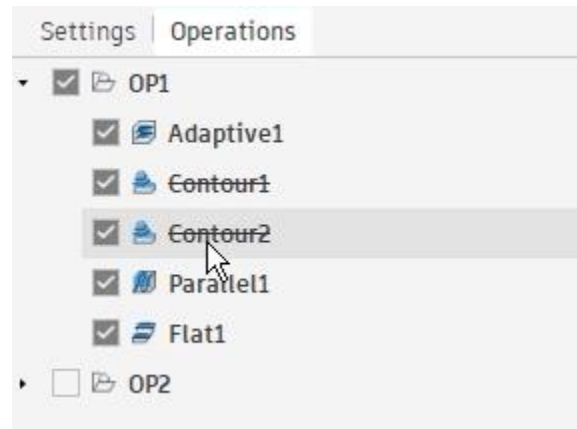 Settings Operations
OP1
Adaptive1
Contour1
Contour2
Parallel1
Flat1
OP2